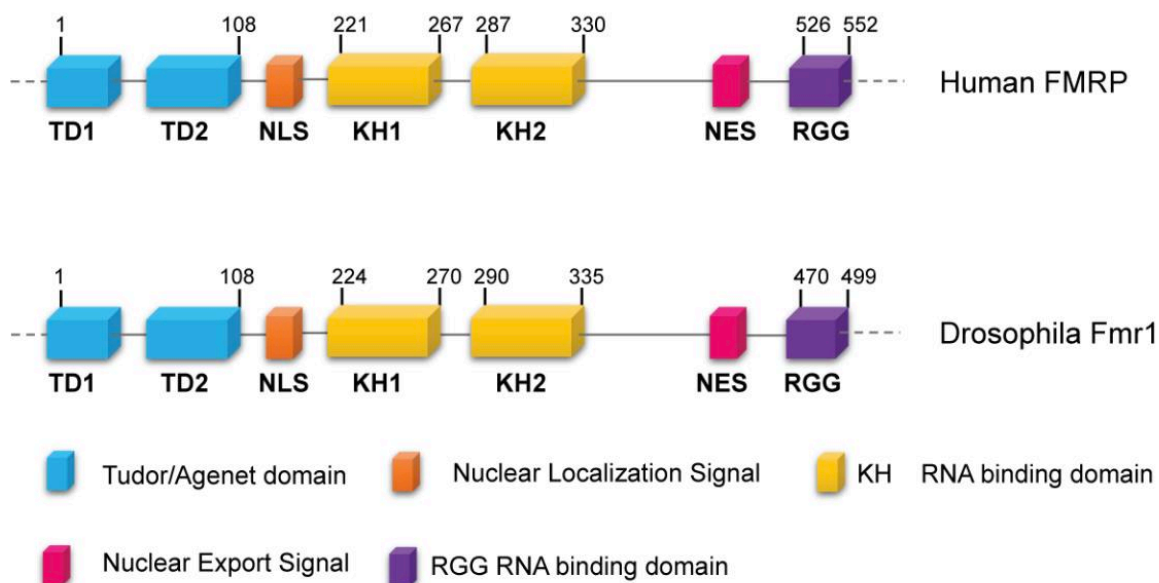 1 108 221 267 287 330 526 552
Human FMRP
TD1 TD2 NLS KH1 KH2 NES RGG
1 108 224 270 290 335 470 499
Drosophila Fmr1
TD1 TD2 NLS KH1 KH2 NES RGG
Tudor/Agenet domain Nuclear Localization Signal KH RNA binding domain
Nuclear Export Signal RGG RNA binding domain